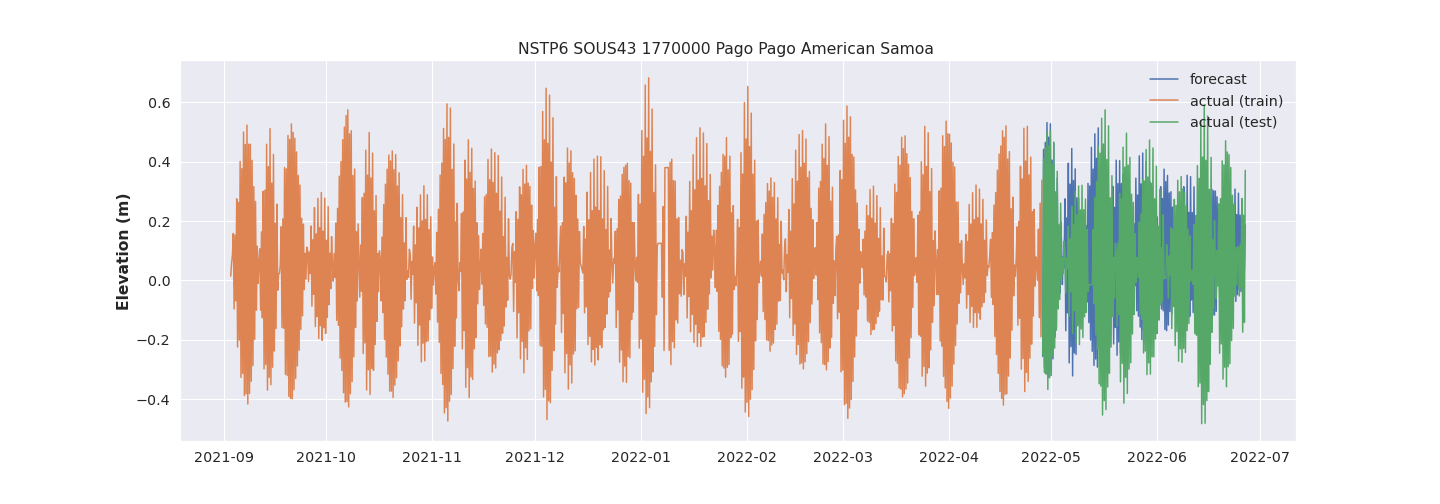 NSTP6 SOUS43 1770000 Pago Pago American Samoa
forecast
actual (train)
actual (test)
Elevation (m)
0.6
0.4
0.2
0.0
−0.2
−0.4
2021-09 2021-10 2021-11 2021-12 2022-01 2022-02 2022-03 2022-04 2022-05 2022-06 2022-07